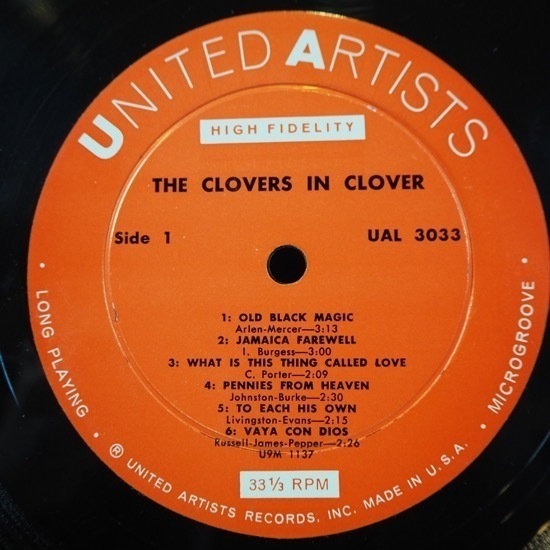 UNITED ARTISTS
HIGH FIDELITY
THE CLOVERS IN CLOVER
Side 1 UAL 3033
1: OLD BLACK MAGIC
Arlen-Mercer—3:13
2: JAMAICA FAREWELL
I. Burgess—3:00
3: WHAT IS THIS THING CALLED LOVE
C. Porter—2:09
4: PENNIES FROM HEAVEN
Johnston-Burke—2:30
5: TO EACH HIS OWN
Livingston-Evans—2:15
6: VAYA CON DIOS
Russell-James-Pepper—2:26
U9M 1137
33⅓ RPM
• LONG PLAYING • ® UNITED ARTISTS RECORDS, INC. MADE IN U.S.A. • MICROGROOVE •